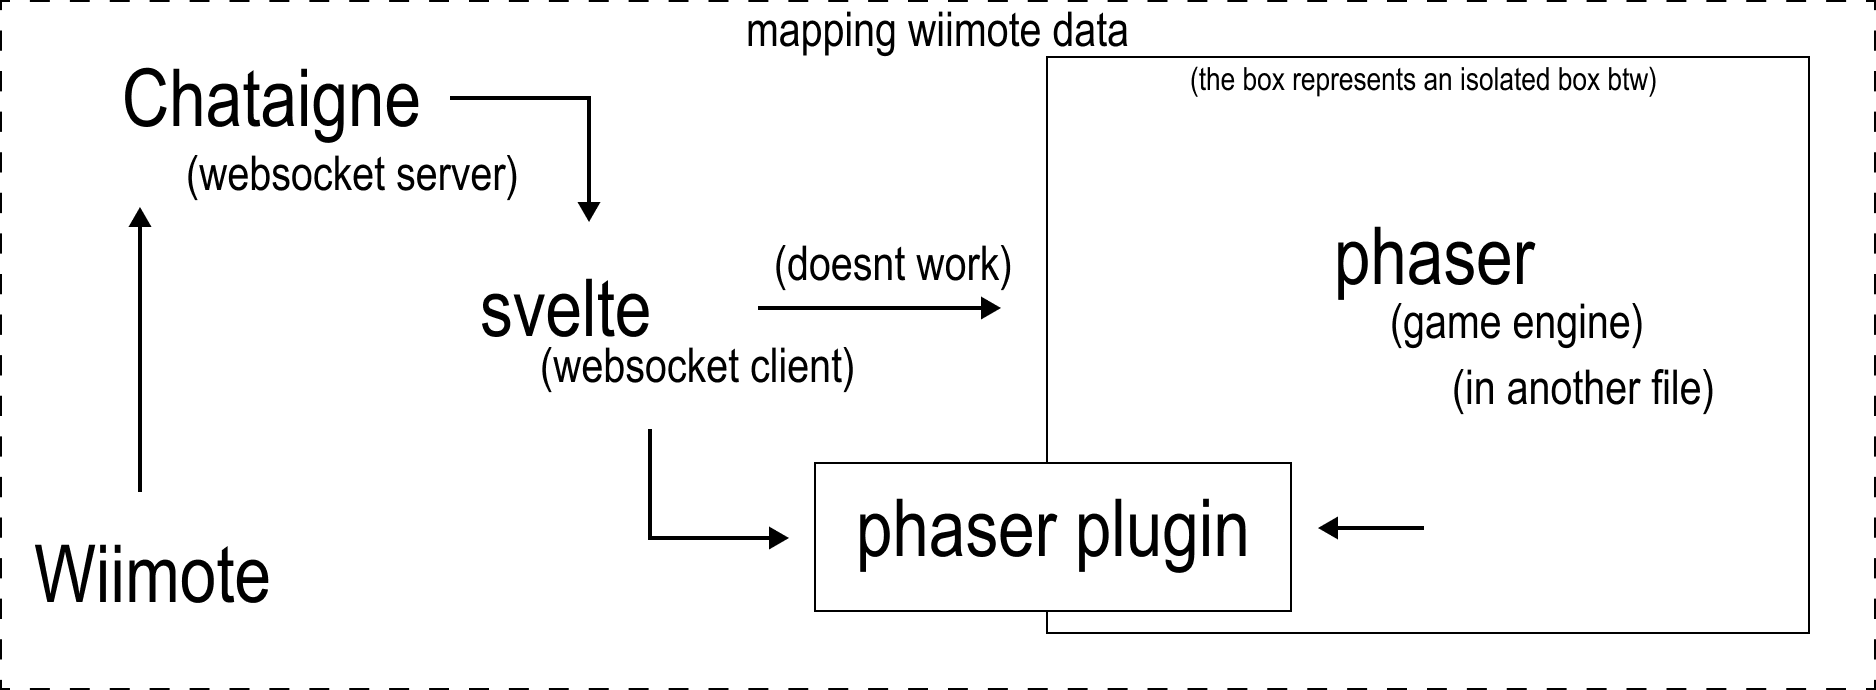 mapping wiimote data
Chataigne
(websocket server)
(the box represents an isolated box btw)
svelte
(websocket client)
(doesnt work)
phaser
(game engine)
(in another file)
phaser plugin
Wiimote